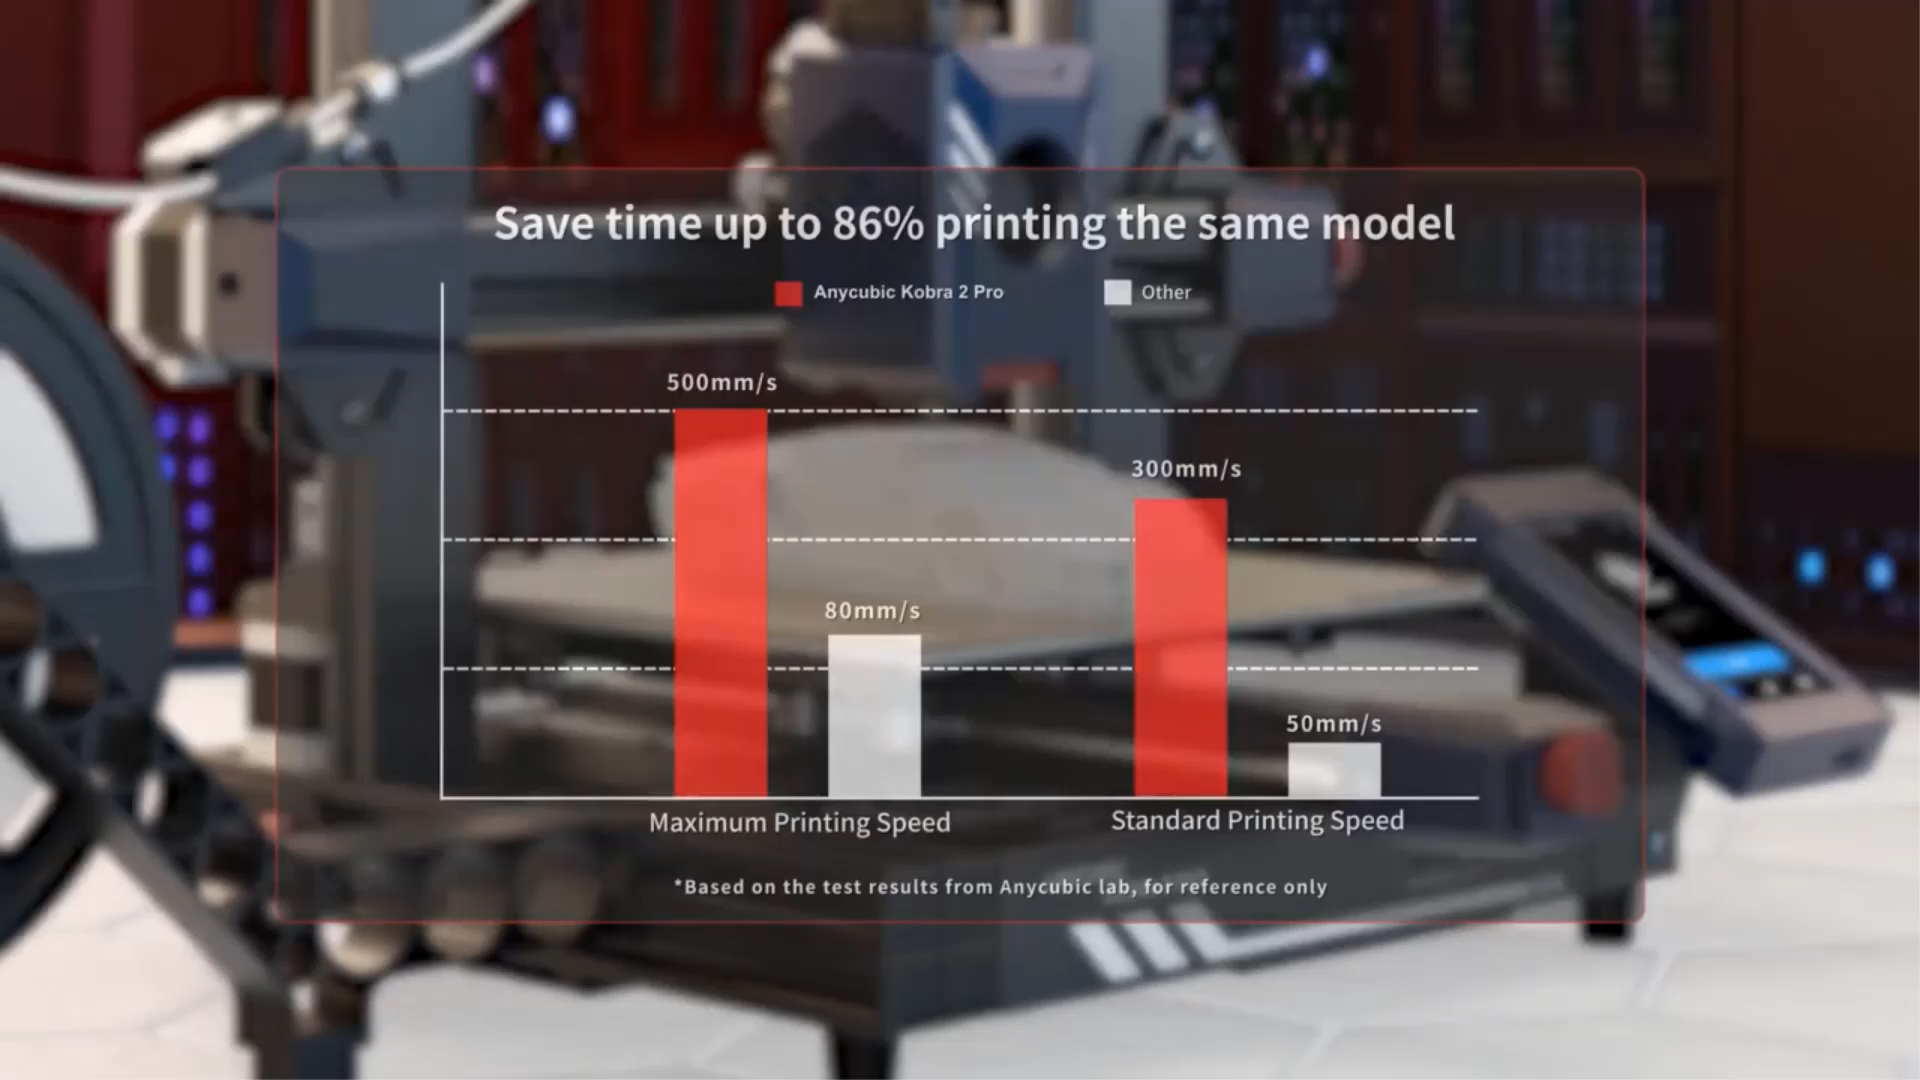 Save time up to 86% printing the same model
Anycubic Kobra 2 Pro
Other
500mm/s
300mm/s
80mm/s
50mm/s
Maximum Printing Speed
Standard Printing Speed
*Based on the test results from Anycubic lab, for reference only